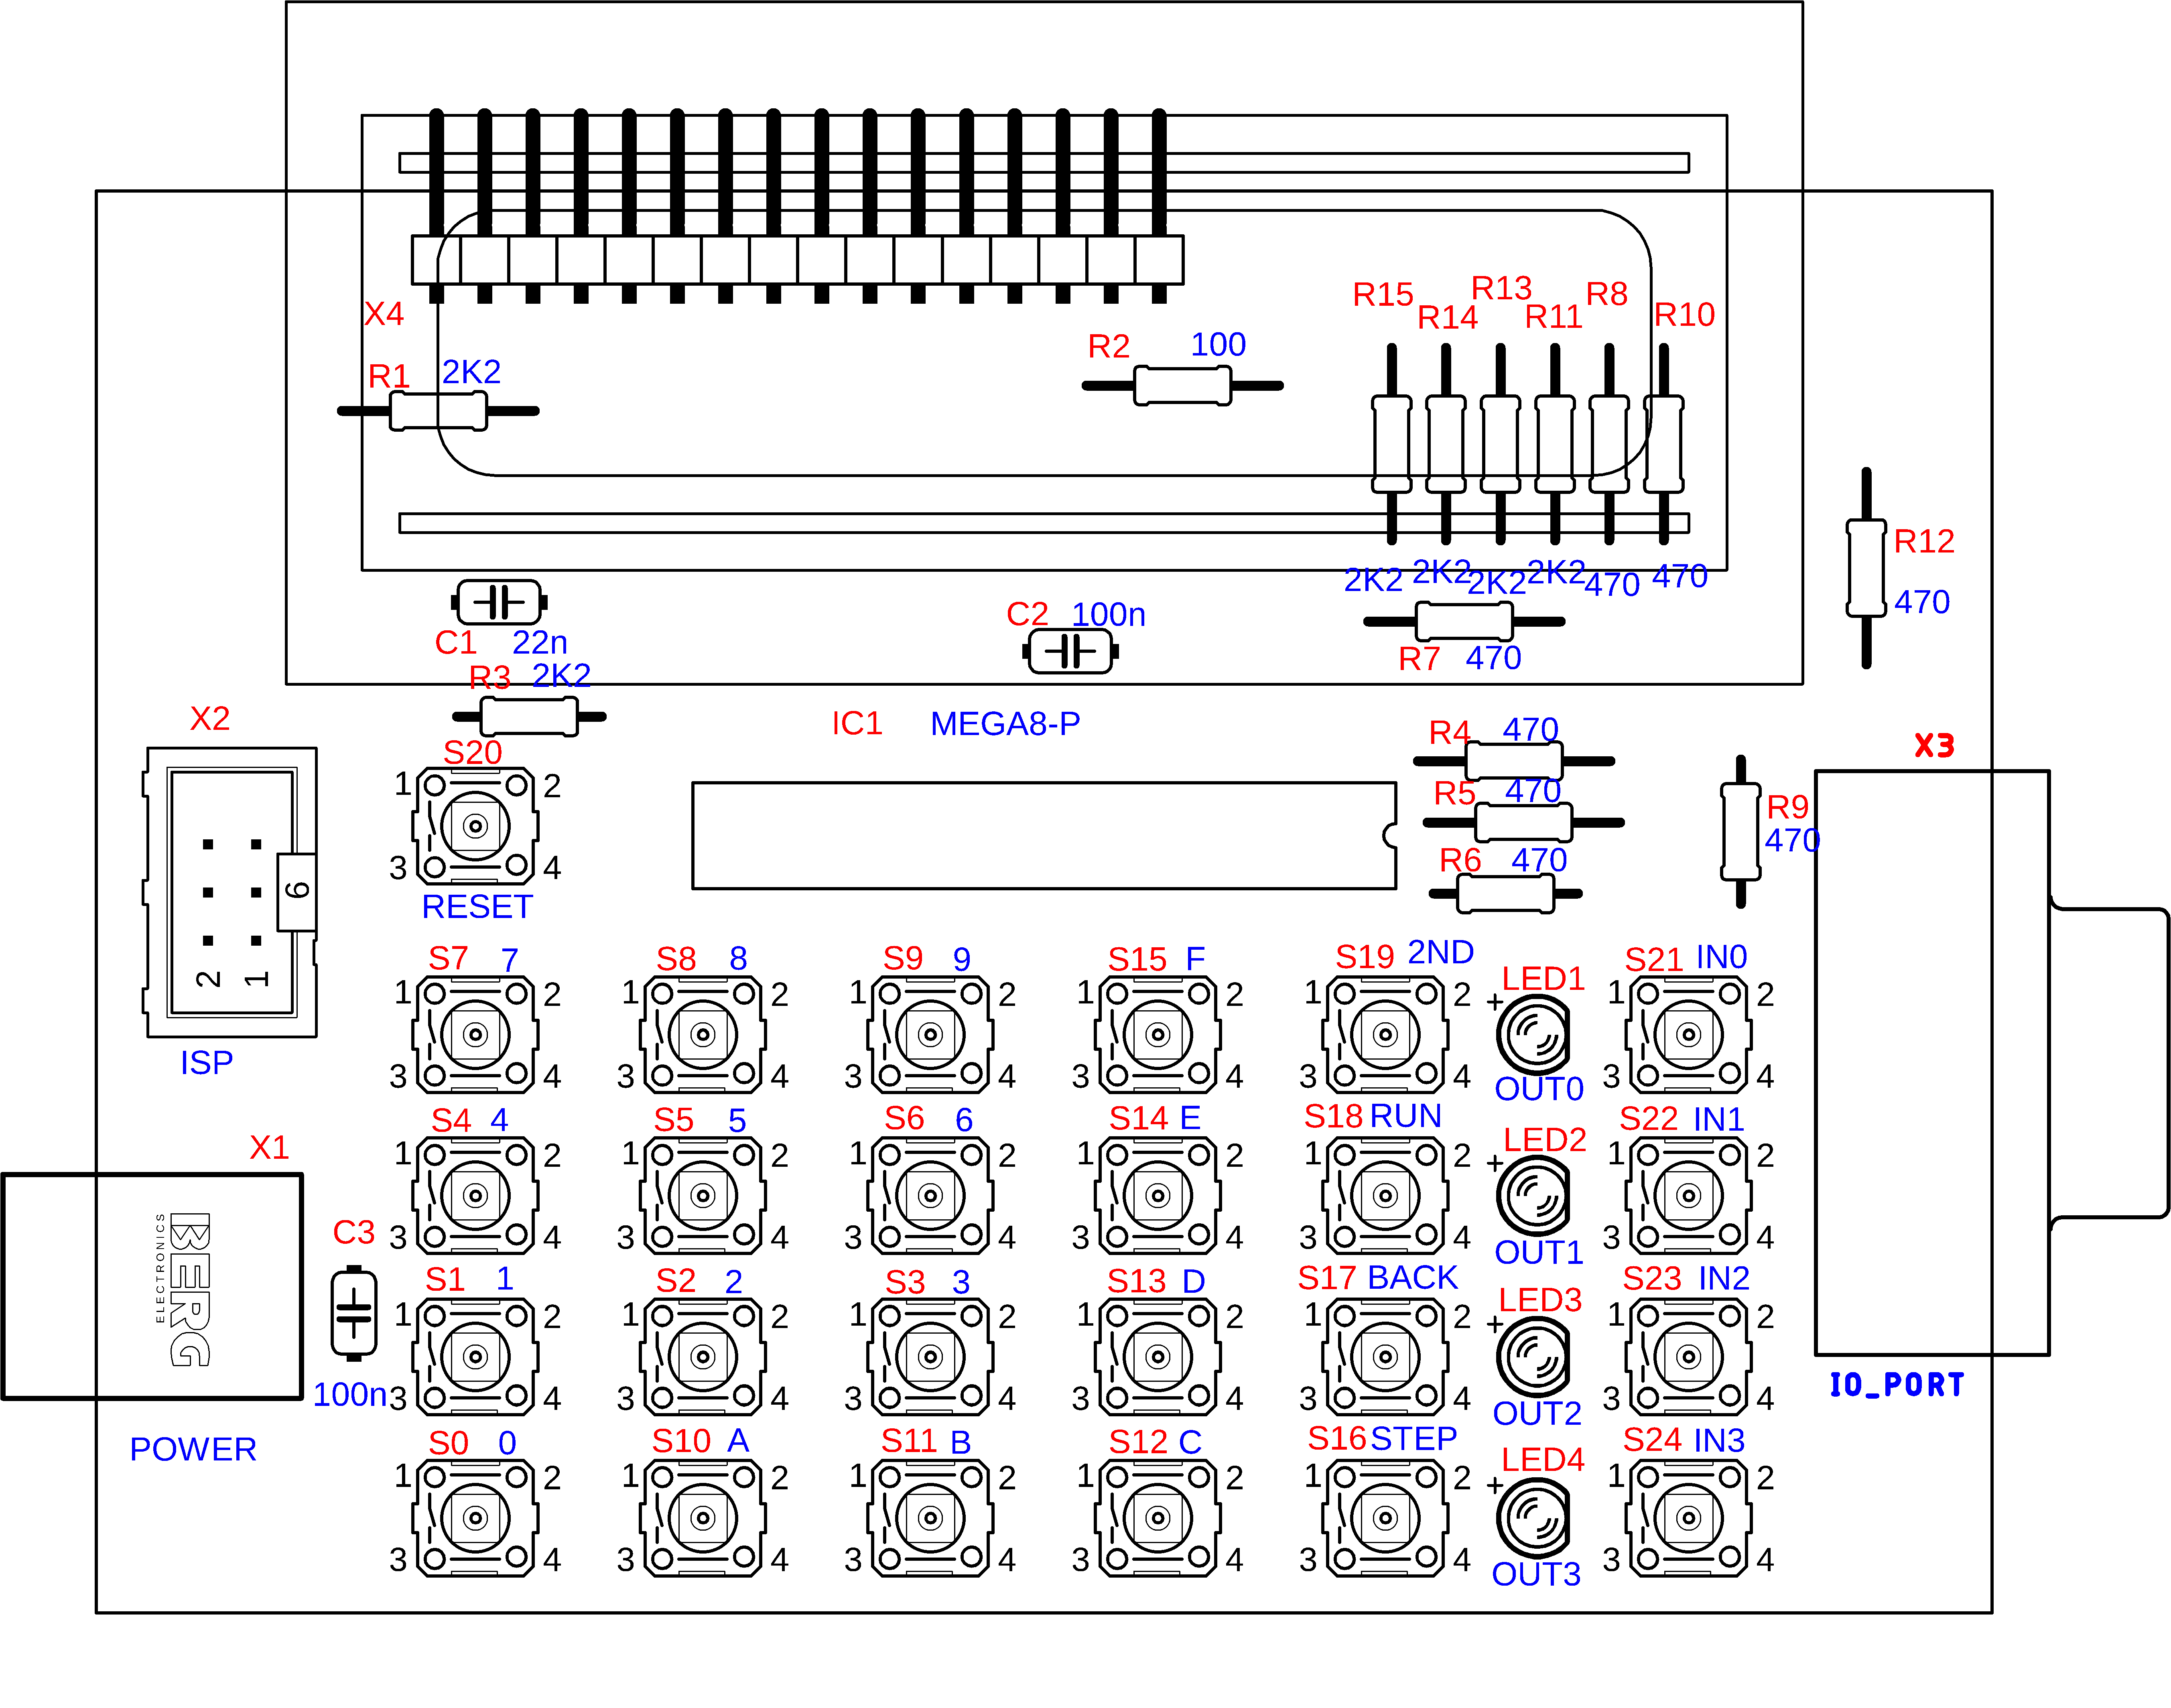 R13 R8
R15 R14 R11 R10
X4
R2 100
R1 2K2
R12
470
2K2 2K2 2K2 2K2 470 470
C1 22n
C2 100n
R7 470
R3 2K2
X2
IC1 MEGA8-P
R4 470
X3
S20
1 2
3 4
RESET
R5 470
R9
470
R6 470
6
2 1
ISP
S7 7 S8 8 S9 9 S15 F S19 2ND LED1 S21 IN0
1 2 1 2 1 2 1 2 1 2 + 1 2
3 4 3 4 3 4 3 4 3 4 OUT0 3 4
S4 4 S5 5 S6 6 S14 E S18 RUN LED2 S22 IN1
1 2 1 2 1 2 1 2 1 2 + 1 2
3 4 3 4 3 4 3 4 3 4 OUT1 3 4
X1
BERG
ELECTRONICS
POWER
C3
100n
S1 1 S2 2 S3 3 S13 D S17 BACK LED3 S23 IN2
1 2 1 2 1 2 1 2 1 2 + 1 2
3 4 3 4 3 4 3 4 3 4 OUT2 3 4
IO_PORT
S0 0 S10 A S11 B S12 C S16 STEP LED4 S24 IN3
1 2 1 2 1 2 1 2 1 2 + 1 2
3 4 3 4 3 4 3 4 3 4 OUT3 3 4